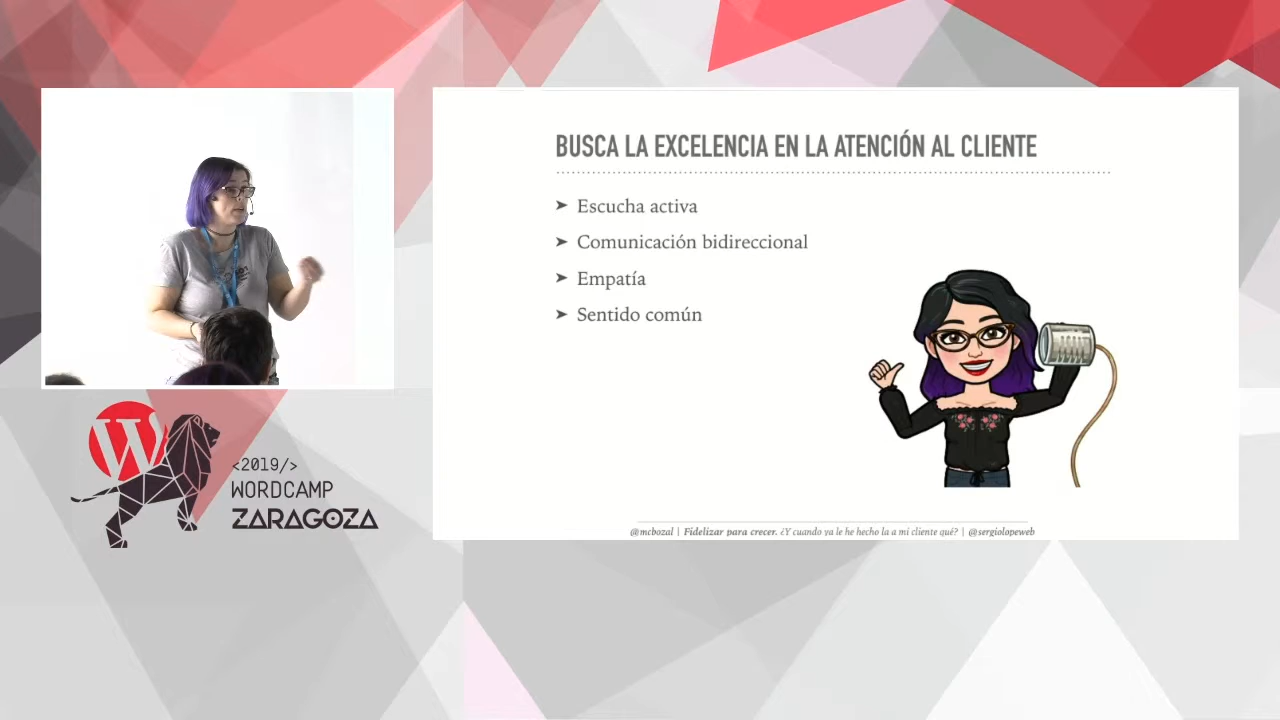 BUSCA LA EXCELENCIA EN LA ATENCIÓN AL CLIENTE
➤ Escucha activa
➤ Comunicación bidireccional
➤ Empatía
➤ Sentido común
@mcbozal | Fidelizar para crecer. ¿Y cuando ya le he hecho la a mi cliente qué? | @sergiolopeweb
W
<2019/>
WORDCAMP
ZARAGOZA